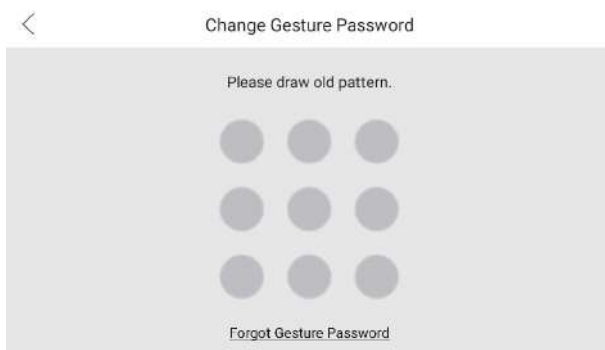 Change Gesture Password
Please draw old pattern.
Forgot Gesture Password